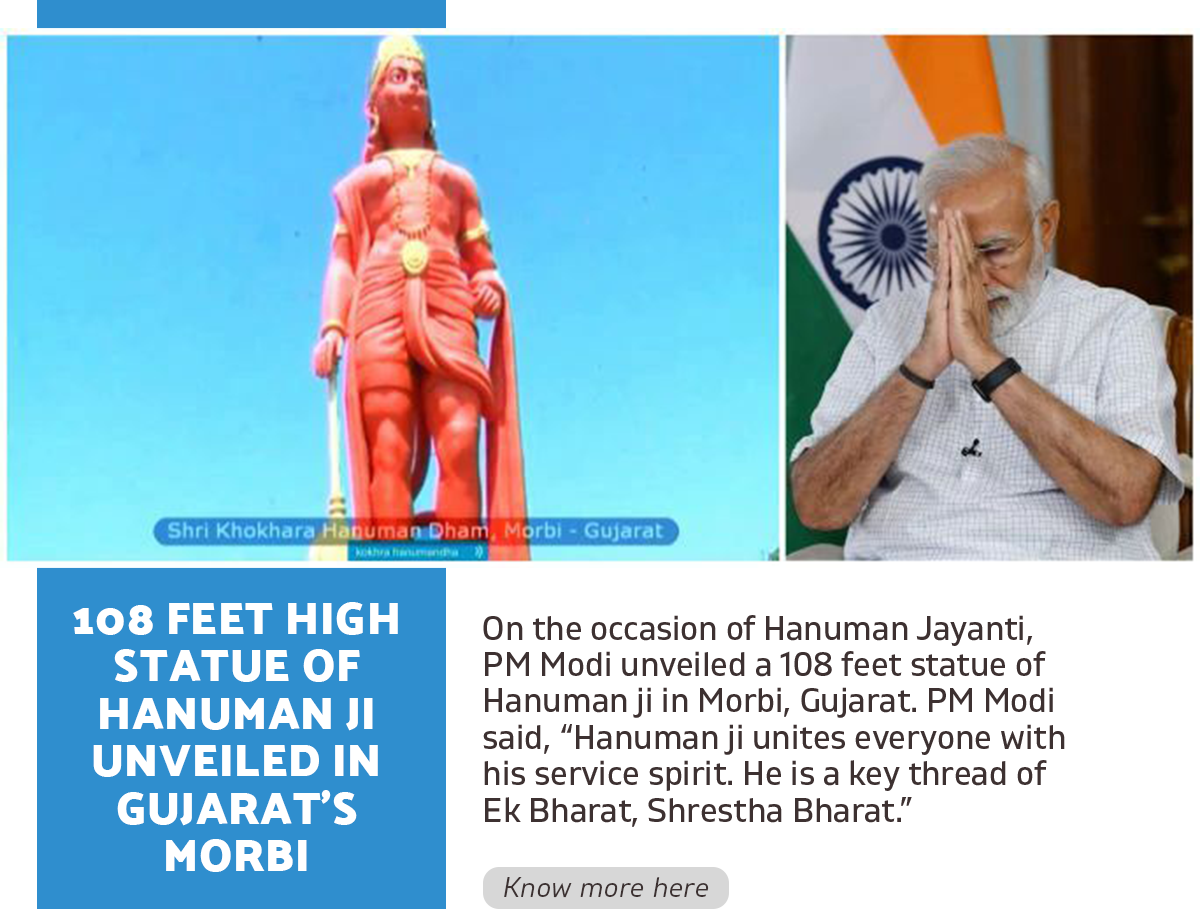 Shri Khokhara Hanuman Dham, Morbi - Gujarat
kokhra hanumandha
108 FEET HIGH
STATUE OF
HANUMAN JI
UNVEILED IN
GUJARAT’S
MORBI
On the occasion of Hanuman Jayanti,
PM Modi unveiled a 108 feet statue of
Hanuman ji in Morbi, Gujarat. PM Modi
said, “Hanuman ji unites everyone with
his service spirit. He is a key thread of
Ek Bharat, Shrestha Bharat.”
Know more here